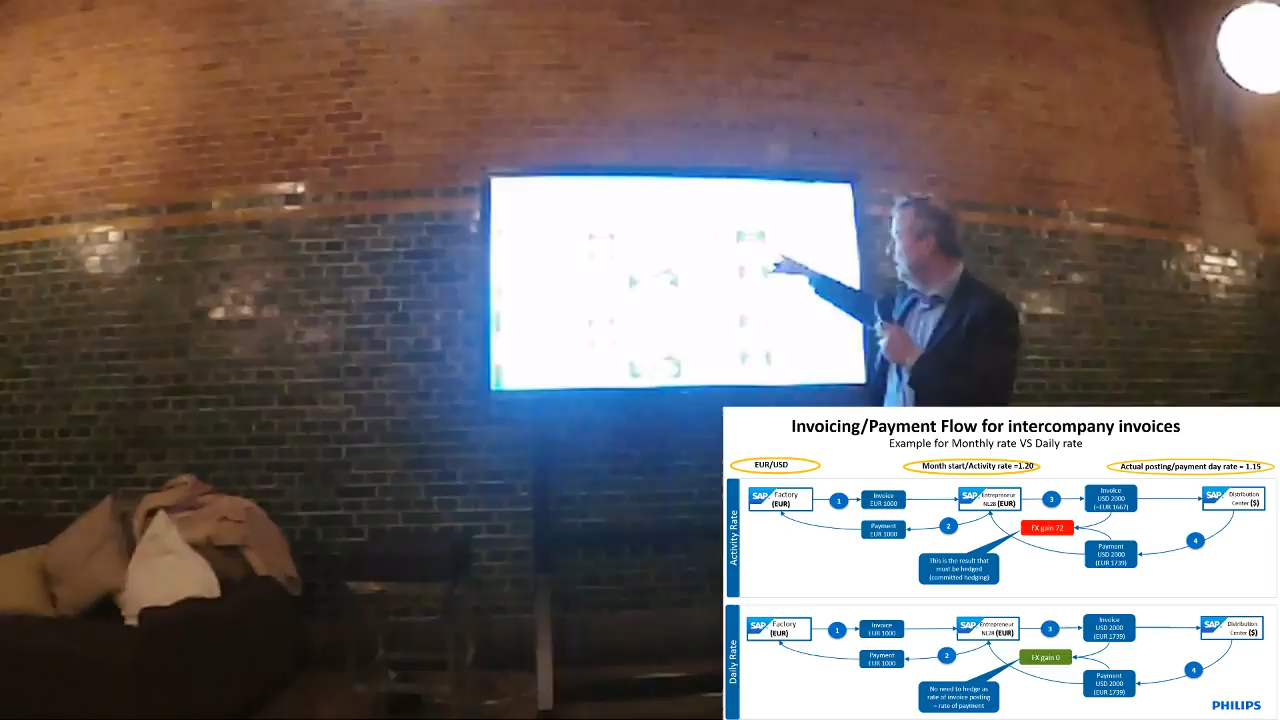 Invoicing/Payment Flow for intercompany invoices
Example for Monthly rate VS Daily rate
EUR/USD
Month start/Activity rate =1.20
Actual posting/payment day rate = 1.15
Activity Rate
SAP
Factory
(EUR)
1
Invoice
EUR 1000
SAP
Entrepreneur
NL28 (EUR)
3
Invoice
USD 2000
(=EUR 1667)
SAP
Distribution
Center ($)
Payment
EUR 1000
2
FX gain 72
4
Payment
USD 2000
(EUR 1739)
This is the result that
must be hedged
(committed hedging)
Daily Rate
SAP
Factory
(EUR)
1
Invoice
EUR 1000
SAP
Entrepreneur
NL28 (EUR)
3
Invoice
USD 2000
(EUR 1739)
SAP
Distribution
Center ($)
Payment
EUR 1000
2
FX gain 0
4
Payment
USD 2000
(EUR 1739)
No need to hedge as
rate of invoice posting
= rate of payment
PHILIPS